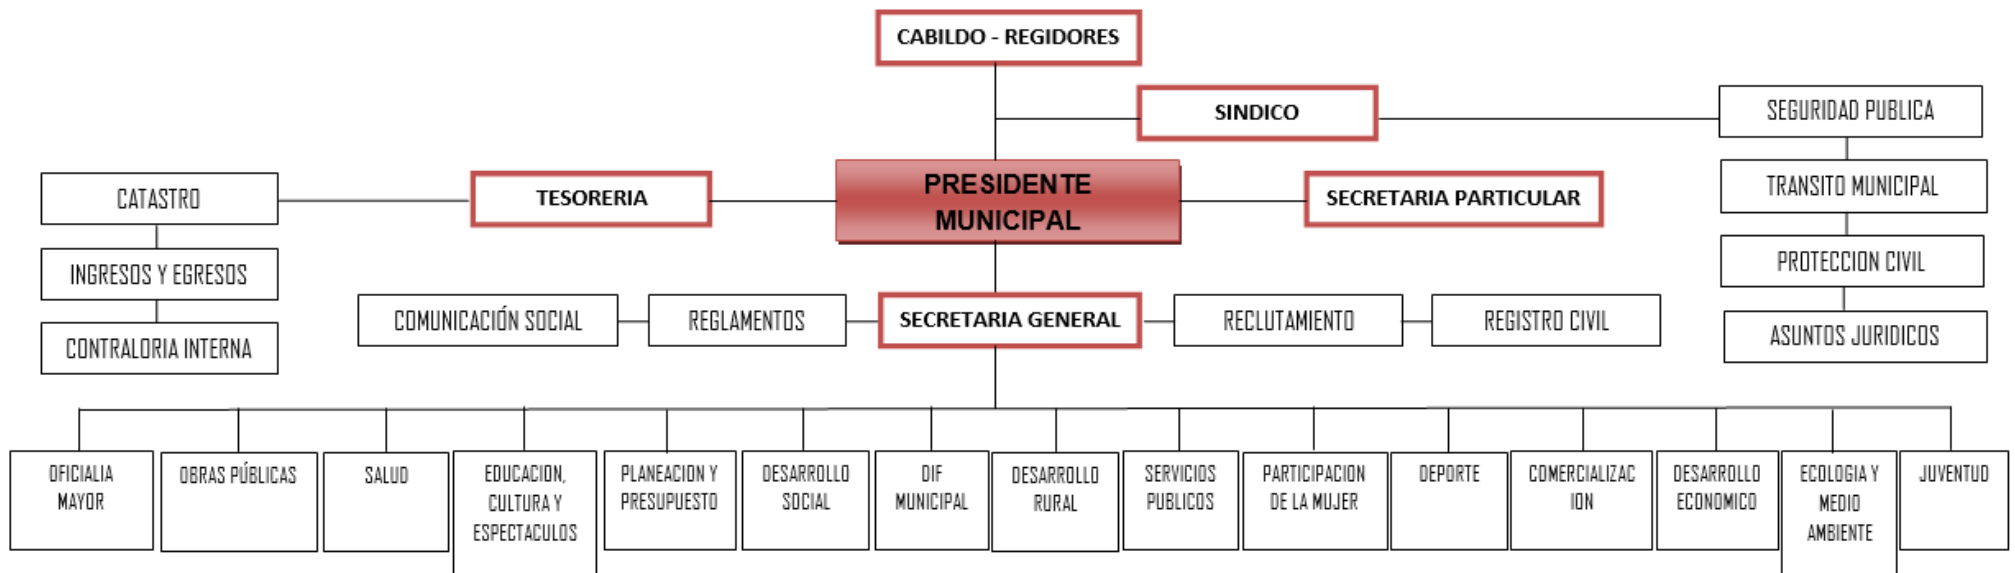 CABILDO - REGIDORES
SINDICO
SEGURIDAD PUBLICA
PRESIDENTE
MUNICIPAL
CATASTRO
TESORERIA
SECRETARIA PARTICULAR
TRANSITO MUNICIPAL
INGRESOS Y EGRESOS
PROTECCION CIVIL
COMUNICACIÓN SOCIAL
REGLAMENTOS
SECRETARIA GENERAL
RECLUTAMIENTO
REGISTRO CIVIL
CONTRALORIA INTERNA
ASUNTOS JURIDICOS
OFICIALIA
MAYOR
OBRAS PÚBLICAS
SALUD
EDUCACION,
CULTURA Y
ESPECTACULOS
PLANEACION Y
PRESUPUESTO
DESARROLLO
SOCIAL
DIF
MUNICIPAL
DESARROLLO
RURAL
SERVICIOS
PUBLICOS
PARTICIPACION
DE LA MUJER
DEPORTE
COMERCIALIZAC
ION
DESARROLLO
ECONOMICO
ECOLOGIA Y
MEDIO
AMBIENTE
JUVENTUD